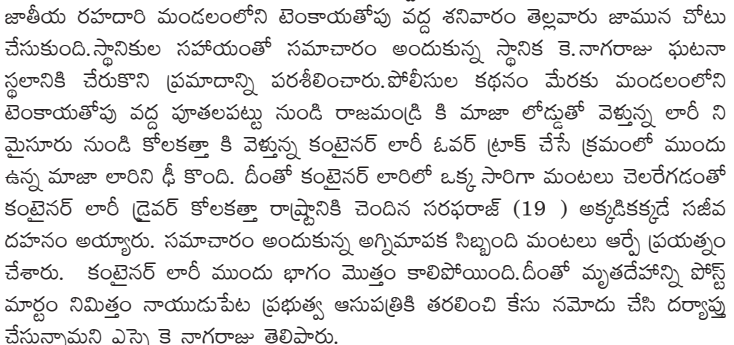 జాతీయ రహదారి మండలంలోని టెంకాయతోపు వద్ద శనివారం తెల్లవారు జామున చోటు
చేసుకుంది.స్థానికుల సహాయంతో సమాచారం అందుకున్న స్థానిక కె.నాగరాజు ఘటనా
స్థలానికి చేరుకొని ప్రమాదాన్ని పరశీలించారు.పోలీసుల కథనం మేరకు మండలంలోని
టెంకాయతోపు వద్ద పూతలపట్టు నుండి రాజమండ్రి కి మాజా లోడ్డుతో వెళ్తున్న లారీ ని
మైసూరు నుండి కోలకత్తా కి వెళ్తున్న కంటైనర్ లారీ ఓవర్ ట్రాక్ చేసే క్రమంలో ముందు
ఉన్న మాజా లారిని ఢీ కొంది. దీంతో కంటైనర్ లారిలో ఒక్క సారిగా మంటలు చెలరేగడంతో
కంటైనర్ లారీ డ్రైవర్ కోలకత్తా రాష్ట్రానికి చెందిన సరఫరాజ్ (19 ) అక్కడికక్కడే సజీవ
దహనం అయ్యారు. సమాచారం అందుకున్న అగ్నిమాపక సిబ్బంది మంటలు ఆర్పే ప్రయత్నం
చేశారు. కంటైనర్ లారీ ముందు భాగం మొత్తం కాలిపోయింది.దీంతో మృతదేహాన్ని పోస్ట్
మార్టం నిమిత్తం నాయుడుపేట ప్రభుత్వ ఆసుపత్రికి తరలించి కేసు నమోదు చేసి దర్యాప్తు
చేస్తున్నామని ఎస్సై కె నాగరాజు తెలిపారు.